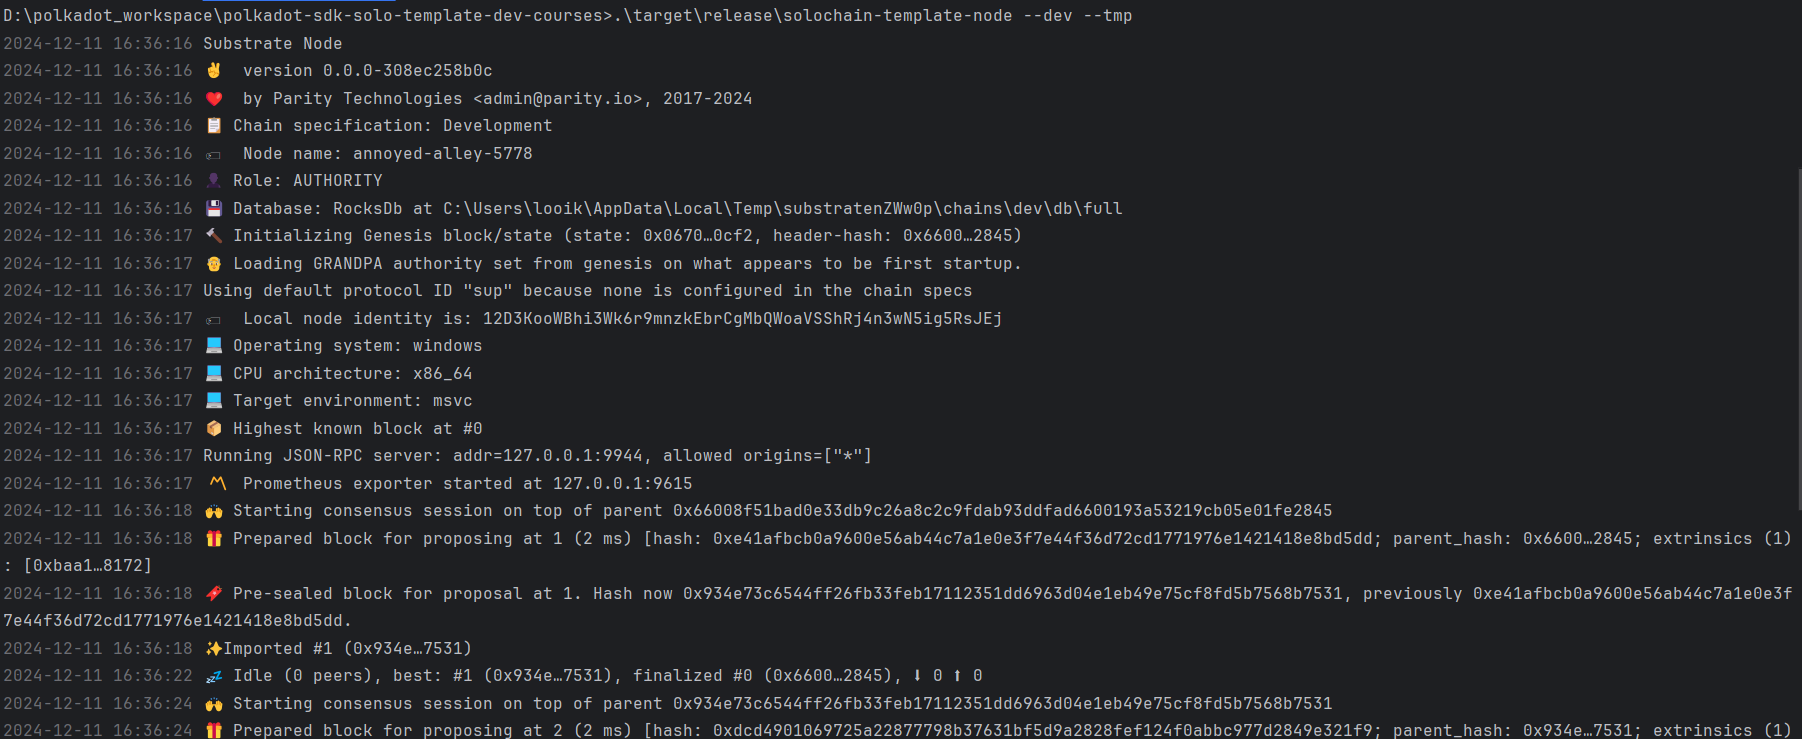 D:\polkadot_workspace\polkadot-sdk-solo-template-dev-courses>.\target\release\solochain-template-node --dev --tmp
2024-12-11 16:36:16 Substrate Node
2024-12-11 16:36:16 ✌️  version 0.0.0-308ec258b0c
2024-12-11 16:36:16 ❤️  by Parity Technologies <admin@parity.io>, 2017-2024
2024-12-11 16:36:16 📋 Chain specification: Development
2024-12-11 16:36:16 🏷  Node name: annoyed-alley-5778
2024-12-11 16:36:16 👤 Role: AUTHORITY
2024-12-11 16:36:16 💾 Database: RocksDb at C:\Users\looik\AppData\Local\Temp\substratenZWw0p\chains\dev\db\full
2024-12-11 16:36:17 🔨 Initializing Genesis block/state (state: 0x0670…0cf2, header-hash: 0x6600…2845)
2024-12-11 16:36:17 👴 Loading GRANDPA authority set from genesis on what appears to be first startup.
2024-12-11 16:36:17 Using default protocol ID "sup" because none is configured in the chain specs
2024-12-11 16:36:17 🏷  Local node identity is: 12D3KooWBhi3Wk6r9mnzkEbrCgMbQWoaVSShRj4n3wN5ig5RsJEj
2024-12-11 16:36:17 💻 Operating system: windows
2024-12-11 16:36:17 💻 CPU architecture: x86_64
2024-12-11 16:36:17 💻 Target environment: msvc
2024-12-11 16:36:17 📦 Highest known block at #0
2024-12-11 16:36:17 Running JSON-RPC server: addr=127.0.0.1:9944, allowed origins=["*"]
2024-12-11 16:36:17 〽️  Prometheus exporter started at 127.0.0.1:9615
2024-12-11 16:36:18 🙌 Starting consensus session on top of parent 0x66008f51bad0e33db9c26a8c2c9fdab93ddfad6600193a53219cb05e01fe2845
2024-12-11 16:36:18 🎁 Prepared block for proposing at 1 (2 ms) [hash: 0xe41afbcb0a9600e56ab44c7a1e0e3f7e44f36d72cd1771976e1421418e8bd5dd; parent_hash: 0x6600…2845; extrinsics (1)
: [0xbaa1…8172]
2024-12-11 16:36:18 🔖 Pre-sealed block for proposal at 1. Hash now 0x934e73c6544ff26fb33feb17112351dd6963d04e1eb49e75cf8fd5b7568b7531, previously 0xe41afbcb0a9600e56ab44c7a1e0e3f
7e44f36d72cd1771976e1421418e8bd5dd.
2024-12-11 16:36:18 ✨Imported #1 (0x934e…7531)
2024-12-11 16:36:22 💤 Idle (0 peers), best: #1 (0x934e…7531), finalized #0 (0x6600…2845), ⬇ 0 ⬆ 0
2024-12-11 16:36:24 🙌 Starting consensus session on top of parent 0x934e73c6544ff26fb33feb17112351dd6963d04e1eb49e75cf8fd5b7568b7531
2024-12-11 16:36:24 🎁 Prepared block for proposing at 2 (2 ms) [hash: 0xdcd4901069725a22877798b37631bf5d9a2828fef124f0abbc977d2849e321f9; parent_hash: 0x934e…7531; extrinsics (1)